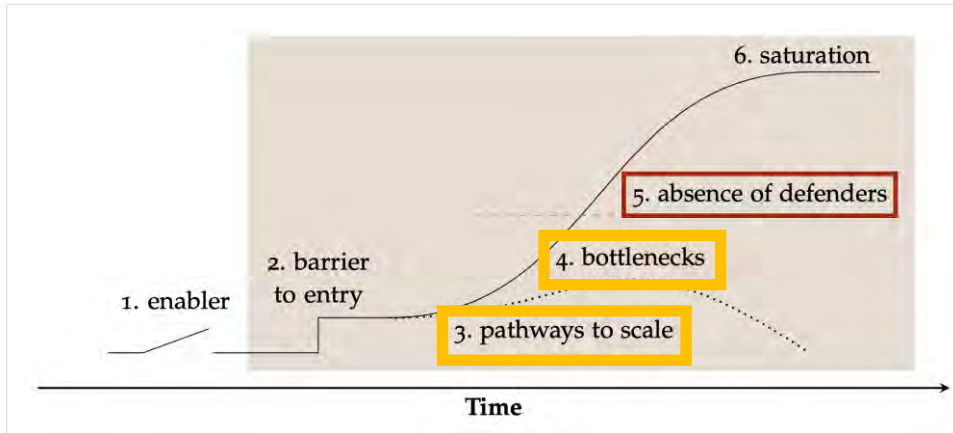 6. saturation
5. absence of defenders
4. bottlenecks
2. barrier
to entry
1. enabler
3. pathways to scale
Time